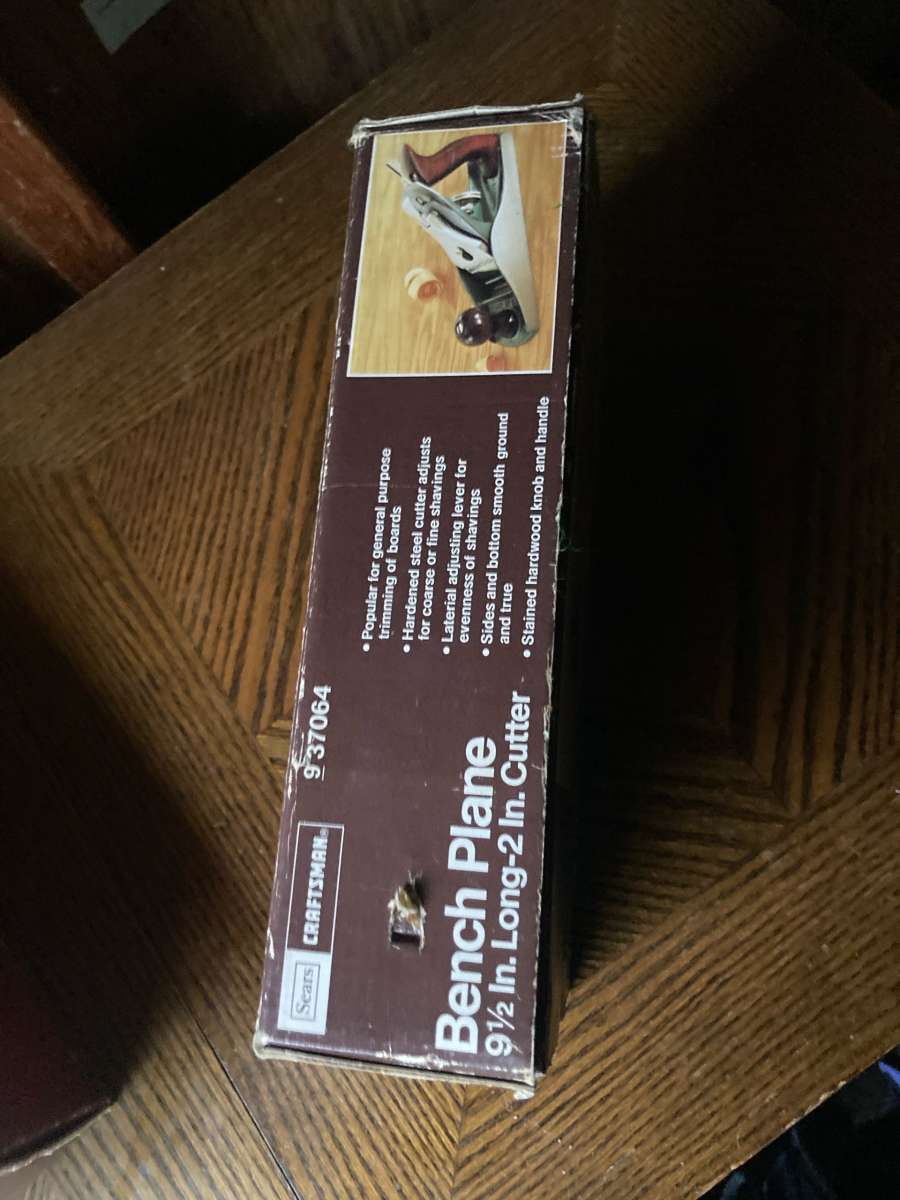 Sears
CRAFTSMAN®
9 37064
Bench Plane
9½ In. Long-2 In. Cutter
• Popular for general purpose
trimming of boards
• Hardened steel cutter adjusts
for coarse or fine shavings
• Laterial adjusting lever for
evenness of shavings
• Sides and bottom smooth ground
and true
• Stained hardwood knob and handle